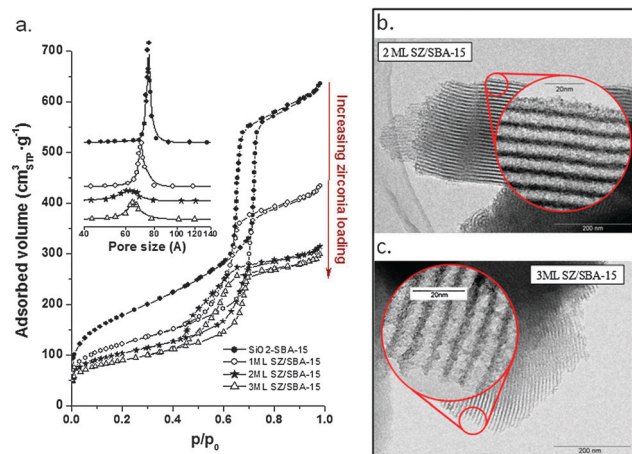 a.
700
600
500
400
300
200
100
0
Adsorbed volume (cm³STP·g⁻¹)
40 60 80 100 120 140
Pore size (A)
SiO2-SBA-15
1ML SZ/SBA-15
2ML SZ/SBA-15
3ML SZ/SBA-15
0.0 0.2 0.4 0.6 0.8 1.0
p/p0
Increasing zirconia loading
b.
2 ML SZ/SBA-15
20nm
200 nm
c.
3ML SZ/SBA-15
20nm
200 nm